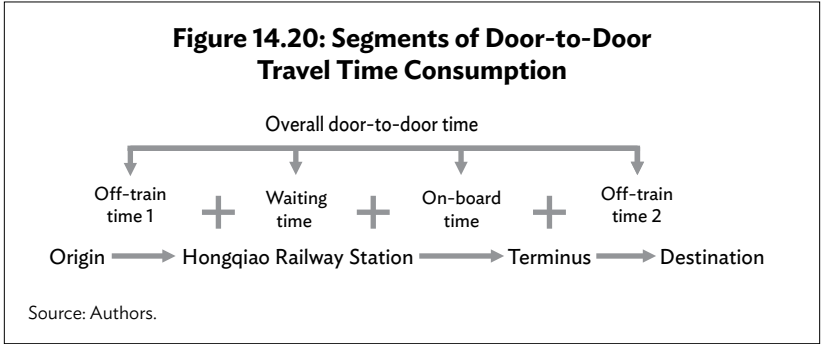 Figure 14.20: Segments of Door-to-Door
Travel Time Consumption
Overall door-to-door time
Off-train
time 1
+
Waiting
time
+
On-board
time
+
Off-train
time 2
Origin
Hongqiao Railway Station
Terminus
Destination
Source: Authors.